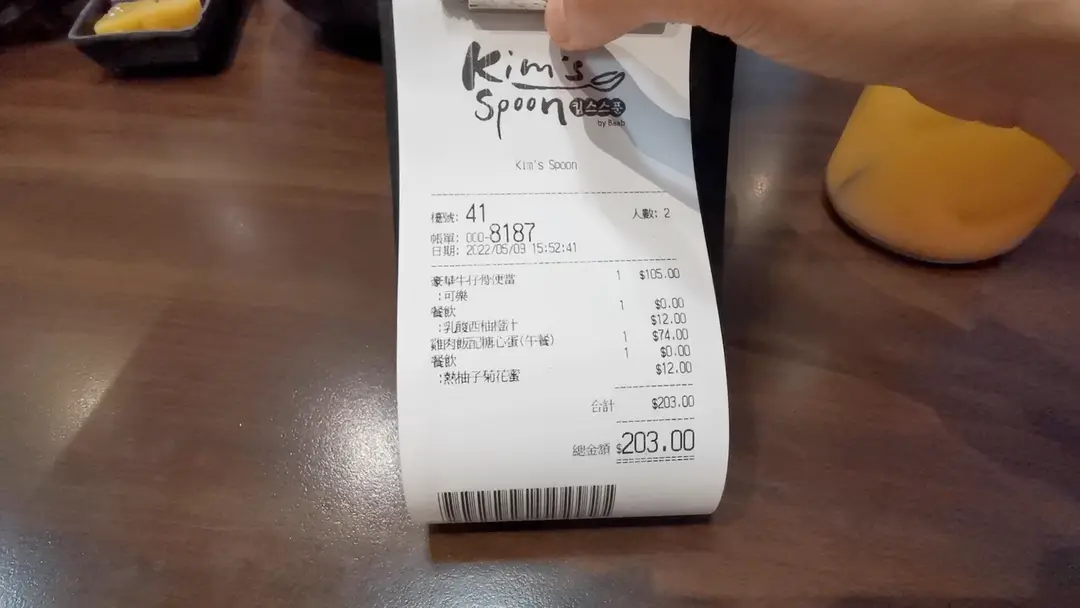 Kim's
Spoon 킴스스푼
by Baab
Kim's Spoon
檯號: 41 人數: 2
帳單: 000-8187
日期: 2022/05/09 15:52:41
豪華牛仔骨便當 1 $105.00
:可樂
餐飲 1 $0.00
:乳酸西柚橙汁 $12.00
雞肉飯配糖心蛋(午餐) 1 $74.00
餐飲 1 $0.00
:熱柚子菊花蜜 $12.00
合計 $203.00
總金額 $203.00